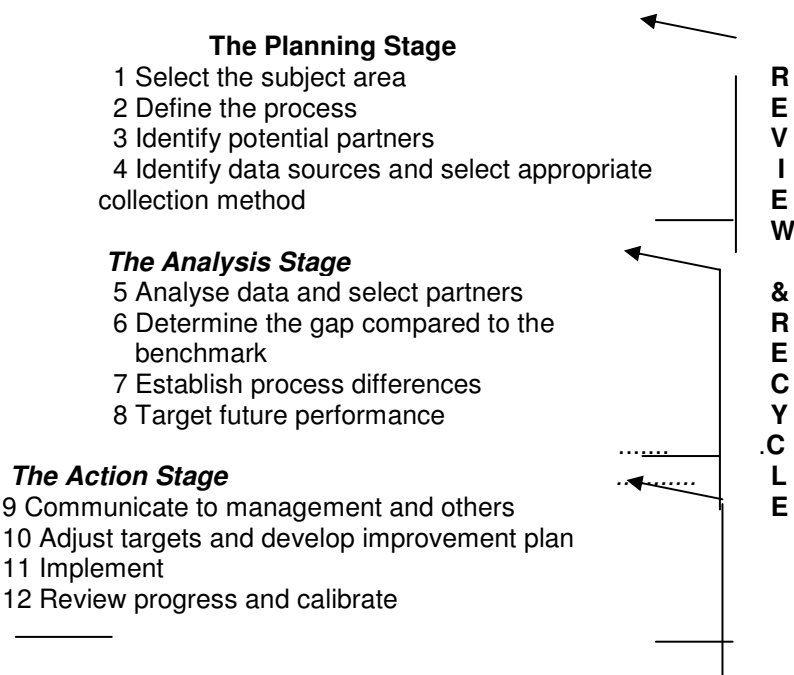 The Planning Stage
1 Select the subject area
2 Define the process
3 Identify potential partners
4 Identify data sources and select appropriate
collection method
The Analysis Stage
5 Analyse data and select partners
6 Determine the gap compared to the
benchmark
7 Establish process differences
8 Target future performance
The Action Stage
9 Communicate to management and others
10 Adjust targets and develop improvement plan
11 Implement
12 Review progress and calibrate
R
E
V
I
E
W
&
R
E
C
Y
....... .C
........... L
E